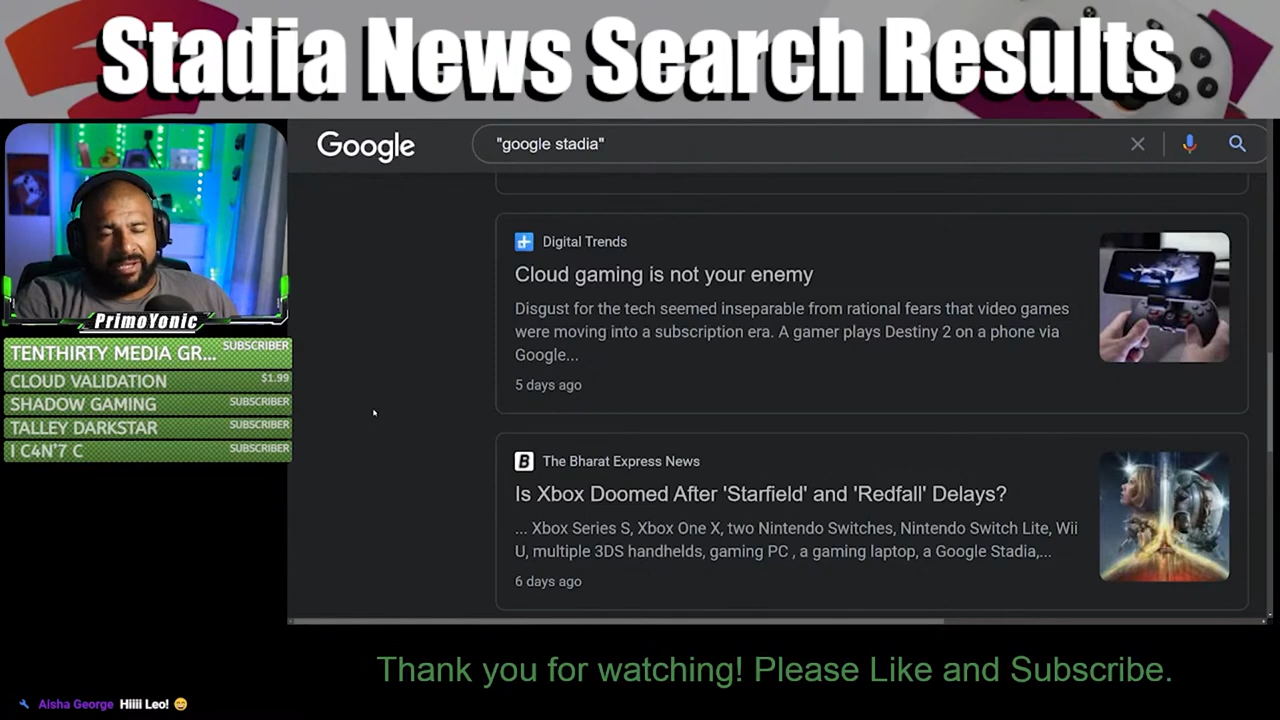 Stadia News Search Results
Google
"google stadia"
Digital Trends
Cloud gaming is not your enemy
Disgust for the tech seemed inseparable from rational fears that video games
were moving into a subscription era. A gamer plays Destiny 2 on a phone via
Google...
5 days ago
B
The Bharat Express News
Is Xbox Doomed After 'Starfield' and 'Redfall' Delays?
... Xbox Series S, Xbox One X, two Nintendo Switches, Nintendo Switch Lite, Wii
U, multiple 3DS handhelds, gaming PC , a gaming laptop, a Google Stadia,...
6 days ago
PrimoYonic
TENTHIRTY MEDIA GR... SUBSCRIBER
CLOUD VALIDATION $1.99
SHADOW GAMING SUBSCRIBER
TALLEY DARKSTAR SUBSCRIBER
I C4N'7 C SUBSCRIBER
Thank you for watching! Please Like and Subscribe.
Aisha George Hiiii Leo! 😄